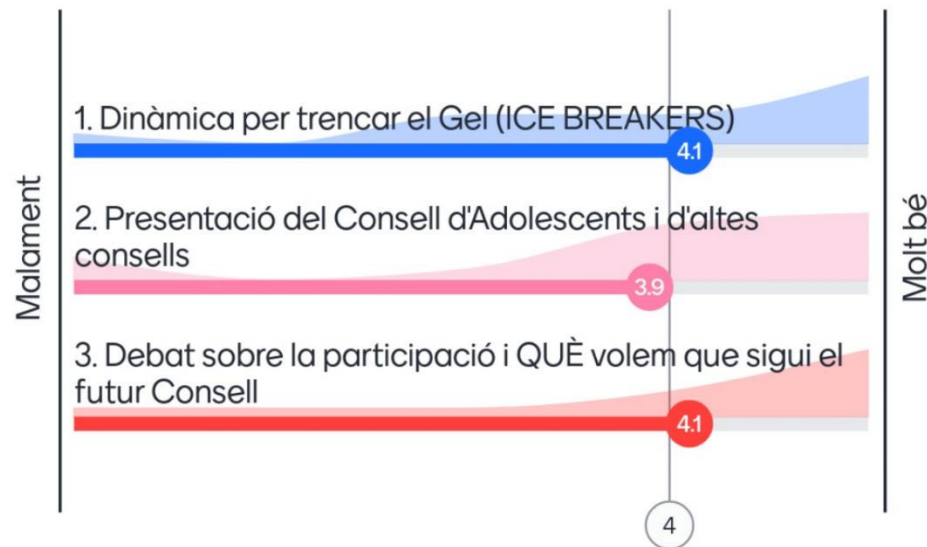 Malament
1. Dinàmica per trencar el Gel (ICE BREAKERS)
4.1
2. Presentació del Consell d'Adolescents i d'altes
consells
3.9
3. Debat sobre la participació i QUÈ volem que sigui el
futur Consell
4.1
4
Molt bé